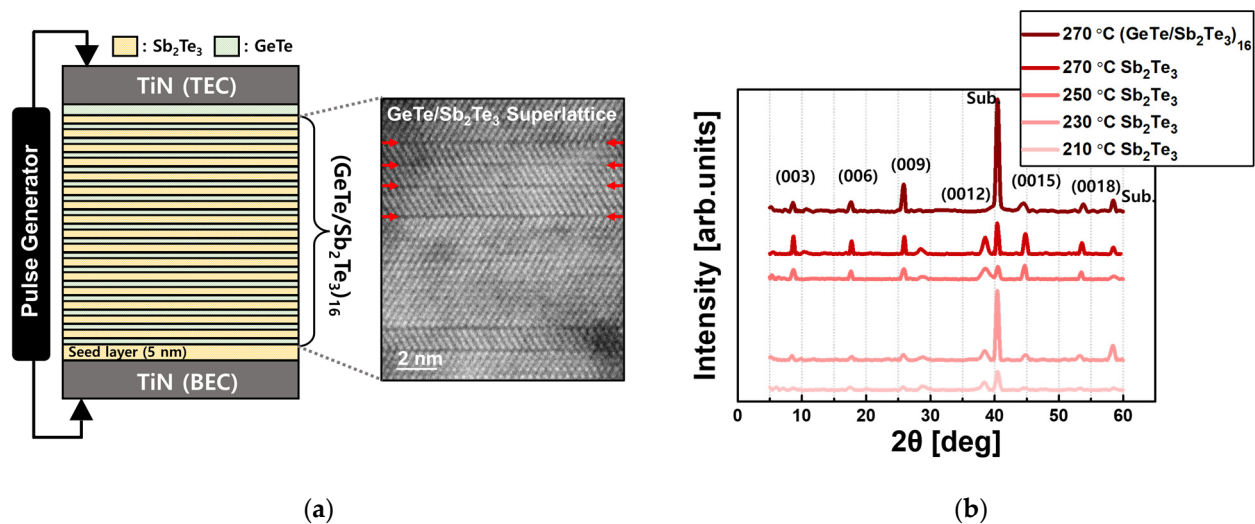 : Sb₂Te₃ : GeTe
TiN (TEC)
Pulse Generator
(GeTe/Sb₂Te₃)₁₆
Seed layer (5 nm)
TiN (BEC)
GeTe/Sb₂Te₃ Superlattice
2 nm
(a)
270 °C (GeTe/Sb₂Te₃)₁₆
270 °C Sb₂Te₃
250 °C Sb₂Te₃
230 °C Sb₂Te₃
210 °C Sb₂Te₃
Intensity [arb.units]
Sub.
(003)
(006)
(009)
(0012)
(0015)
(0018)
Sub.
0 10 20 30 40 50 60
2θ [deg]
(b)